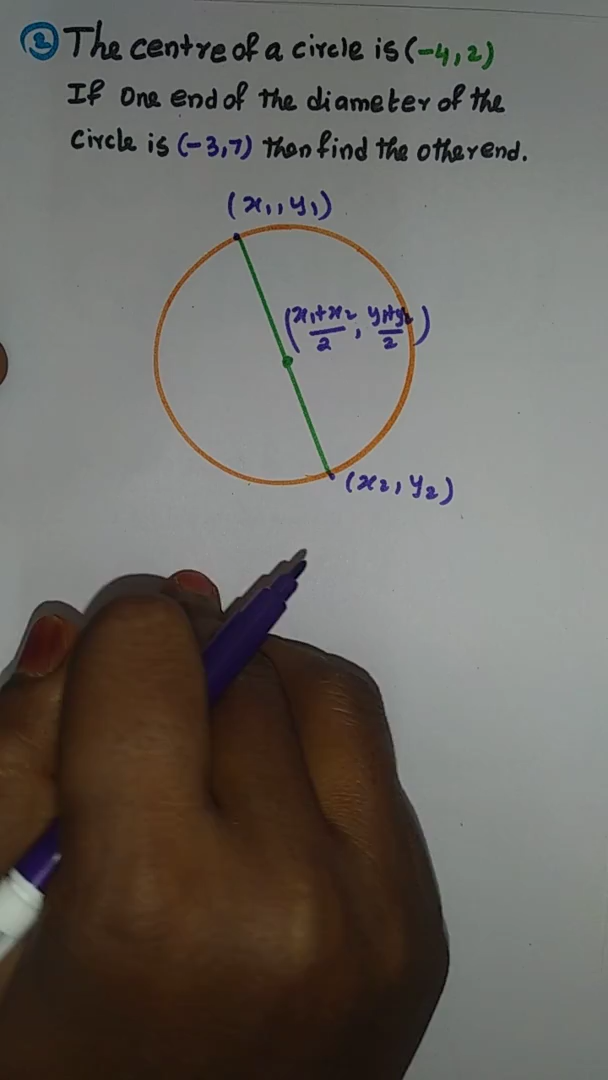 ② The centre of a circle is (-4,2)
If one end of the diameter of the
circle is (-3,7) then find the other end.
(x₁, y₁)
(x₁+x₂/2, y₁+y₂/2)
(x₂, y₂)